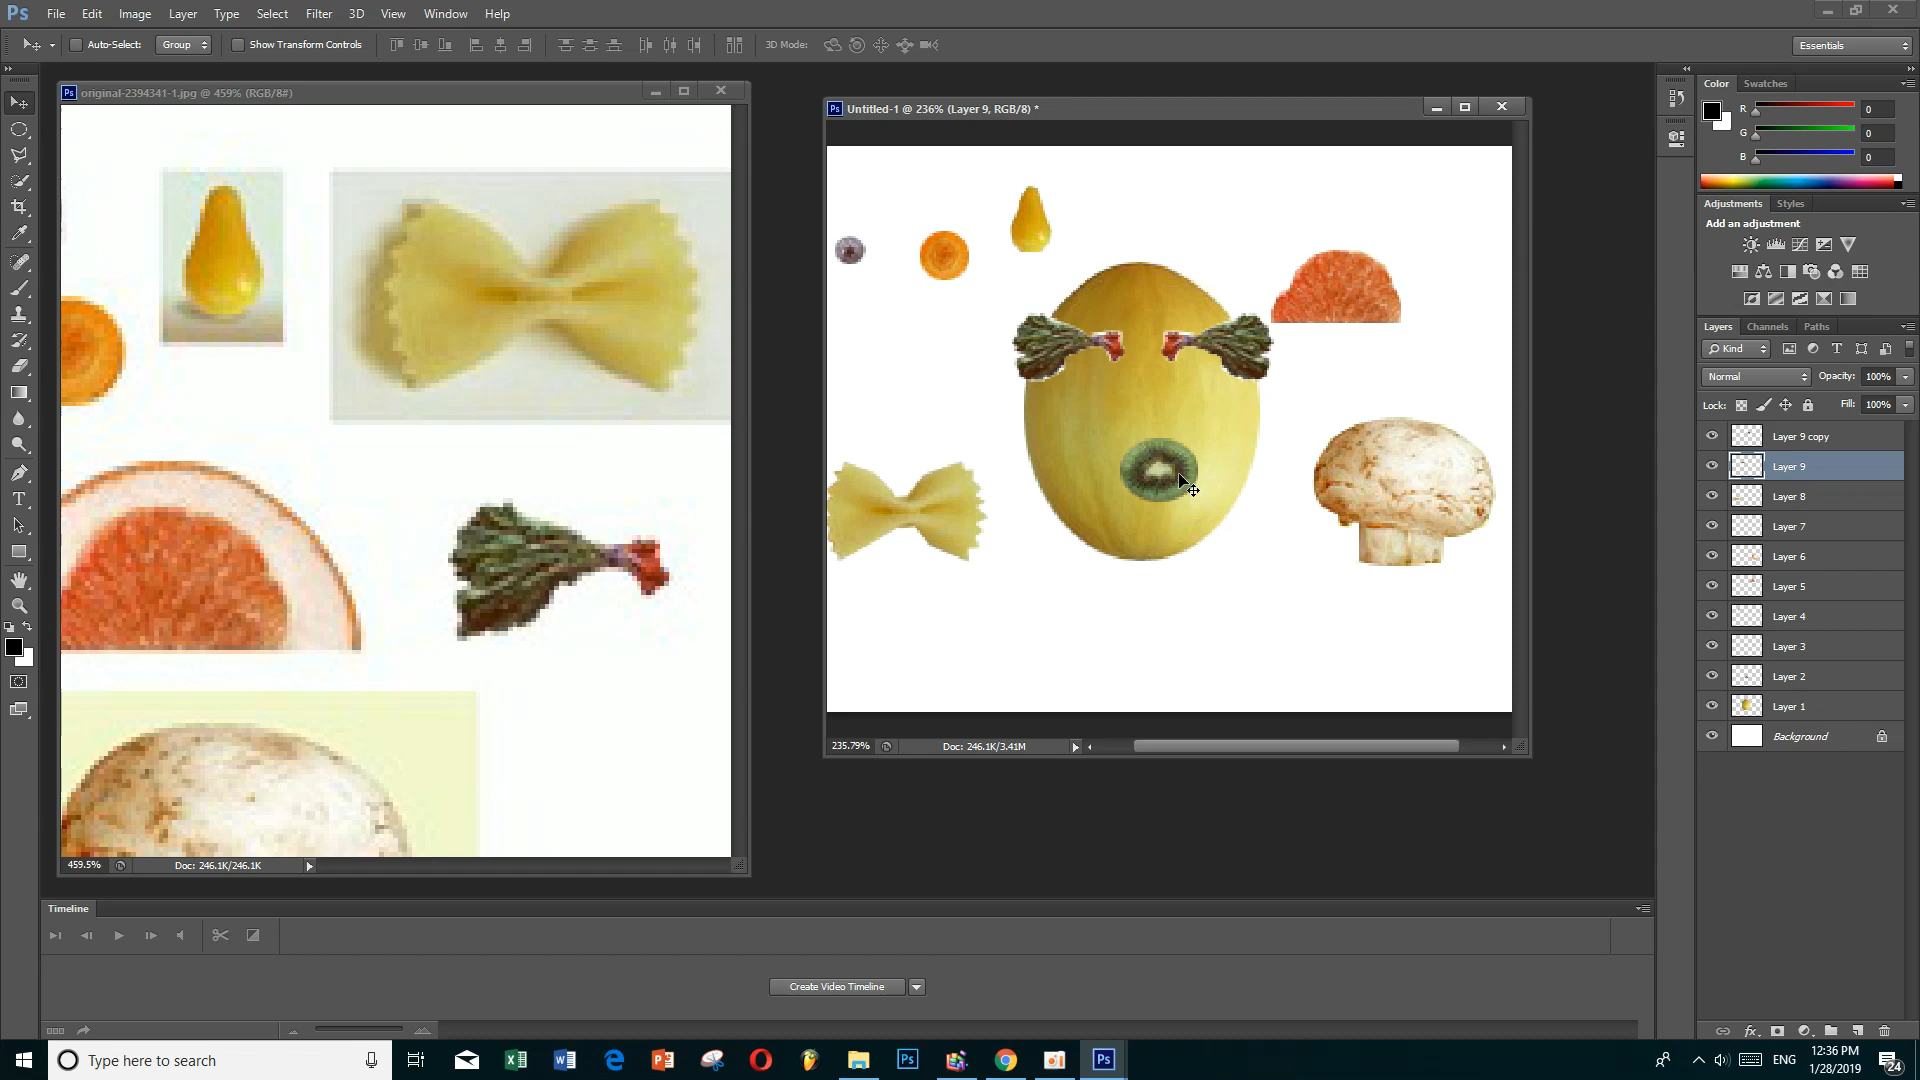 Ps File Edit Image Layer Type Select Filter 3D View Window Help
Auto-Select: Group Show Transform Controls 3D Mode: Essentials
Ps original-2394341-1.jpg @ 459% (RGB/8#)
459.5% Doc: 246.1K/246.1K
Ps Untitled-1 @ 236% (Layer 9, RGB/8) *
235.79% Doc: 246.1K/3.41M
Color Swatches
R 0
G 0
B 0
Adjustments Styles
Add an adjustment
Layers Channels Paths
Kind
Normal Opacity: 100%
Lock: Fill: 100%
Layer 9 copy
Layer 9
Layer 8
Layer 7
Layer 6
Layer 5
Layer 4
Layer 3
Layer 2
Layer 1
Background
Timeline
Create Video Timeline
Type here to search
ENG
12:36 PM
1/28/2019
24